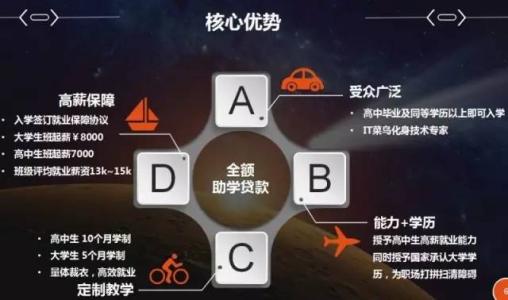 核心优势
高薪保障
入学签订就业保障协议
大学生班起薪￥8000
高中生班起薪7000
班级评均就业薪资13k~15k
A
受众广泛
高中毕业及同等学历以上即可入学
IT菜鸟化身技术专家
D
全额
助学贷款
B
能力+学历
授予高中生高薪就业能力
同时授予国家承认大学学
历，为职场打拼扫清障碍
C
高中生 10个月学制
大学生 5个月学制
量体裁衣，高效就业
定制教学